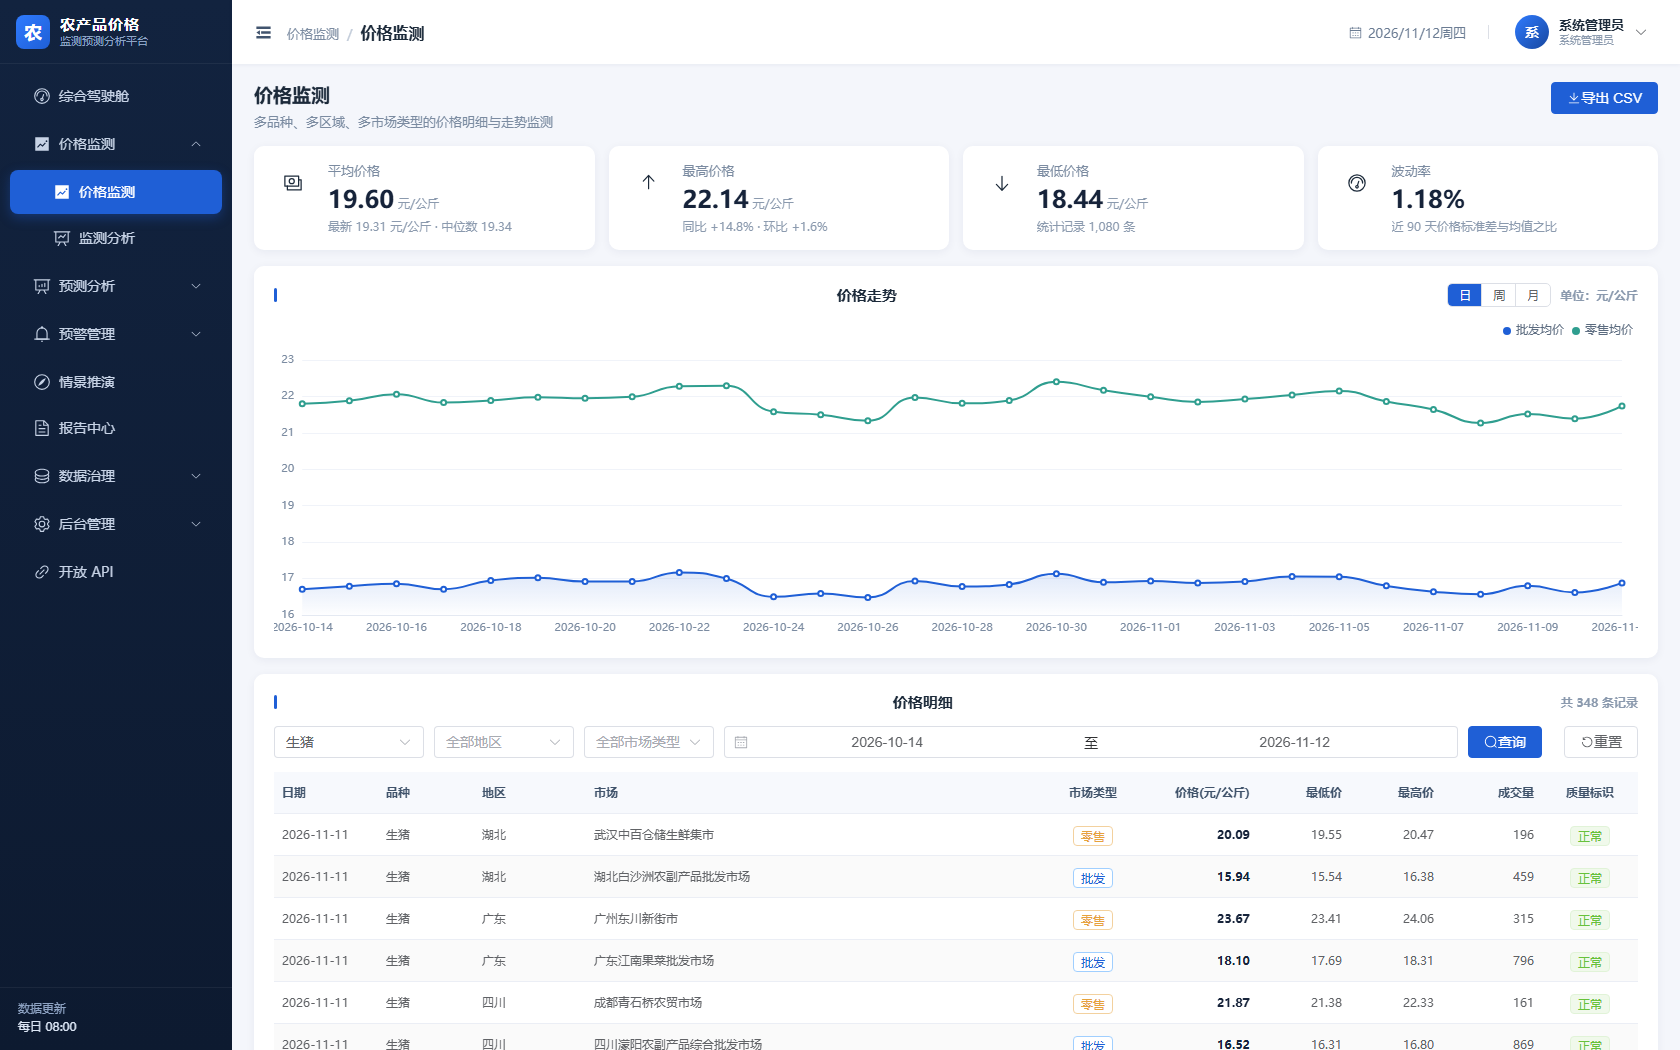 农
农产品价格
监测预测分析平台
综合驾驶舱
价格监测
价格监测
监测分析
预测分析
预警管理
情景推演
报告中心
数据治理
后台管理
开放 API
数据更新
每日 08:00
价格监测 / 价格监测
2026/11/12周四
系
系统管理员
系统管理员
价格监测
多品种、多区域、多市场类型的价格明细与走势监测
导出 CSV
平均价格
19.60 元/公斤
最新 19.31 元/公斤 · 中位数 19.34
最高价格
22.14 元/公斤
同比 +14.8% · 环比 +1.6%
最低价格
18.44 元/公斤
统计记录 1,080 条
波动率
1.18%
近 90 天价格标准差与均值之比
价格走势
日 周 月 单位：元/公斤
批发均价 零售均价
23
22
21
20
19
18
17
16
2026-10-14 2026-10-16 2026-10-18 2026-10-20 2026-10-22 2026-10-24 2026-10-26 2026-10-28 2026-10-30 2026-11-01 2026-11-03 2026-11-05 2026-11-07 2026-11-09 2026-11-
价格明细
共 348 条记录
生猪 全部地区 全部市场类型 2026-10-14 至 2026-11-12 查询 重置
日期 品种 地区 市场 市场类型 价格(元/公斤) 最低价 最高价 成交量 质量标识
2026-11-11 生猪 湖北 武汉中百仓储生鲜集市 零售 20.09 19.55 20.47 196 正常
2026-11-11 生猪 湖北 湖北白沙洲农副产品批发市场 批发 15.94 15.54 16.38 459 正常
2026-11-11 生猪 广东 广州东川新街市 零售 23.67 23.41 24.06 315 正常
2026-11-11 生猪 广东 广东江南果菜批发市场 批发 18.10 17.69 18.31 796 正常
2026-11-11 生猪 四川 成都青石桥农贸市场 零售 21.87 21.38 22.33 161 正常
2026-11-11 生猪 四川 四川濛阳农副产品综合批发市场 批发 16.52 16.31 16.80 869 正常